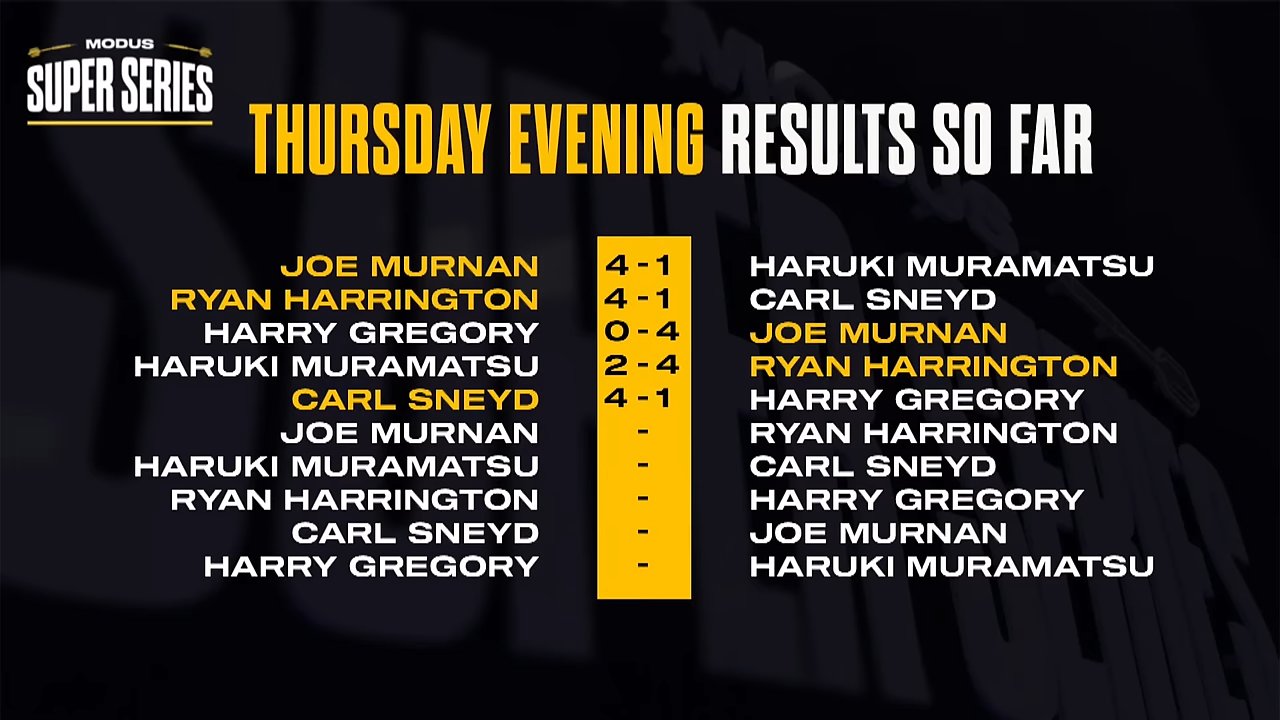 MODUS
SUPER SERIES
THURSDAY EVENING RESULTS SO FAR
JOE MURNAN 4 - 1 HARUKI MURAMATSU
RYAN HARRINGTON 4 - 1 CARL SNEYD
HARRY GREGORY 0 - 4 JOE MURNAN
HARUKI MURAMATSU 2 - 4 RYAN HARRINGTON
CARL SNEYD 4 - 1 HARRY GREGORY
JOE MURNAN - RYAN HARRINGTON
HARUKI MURAMATSU - CARL SNEYD
RYAN HARRINGTON - HARRY GREGORY
CARL SNEYD - JOE MURNAN
HARRY GREGORY - HARUKI MURAMATSU